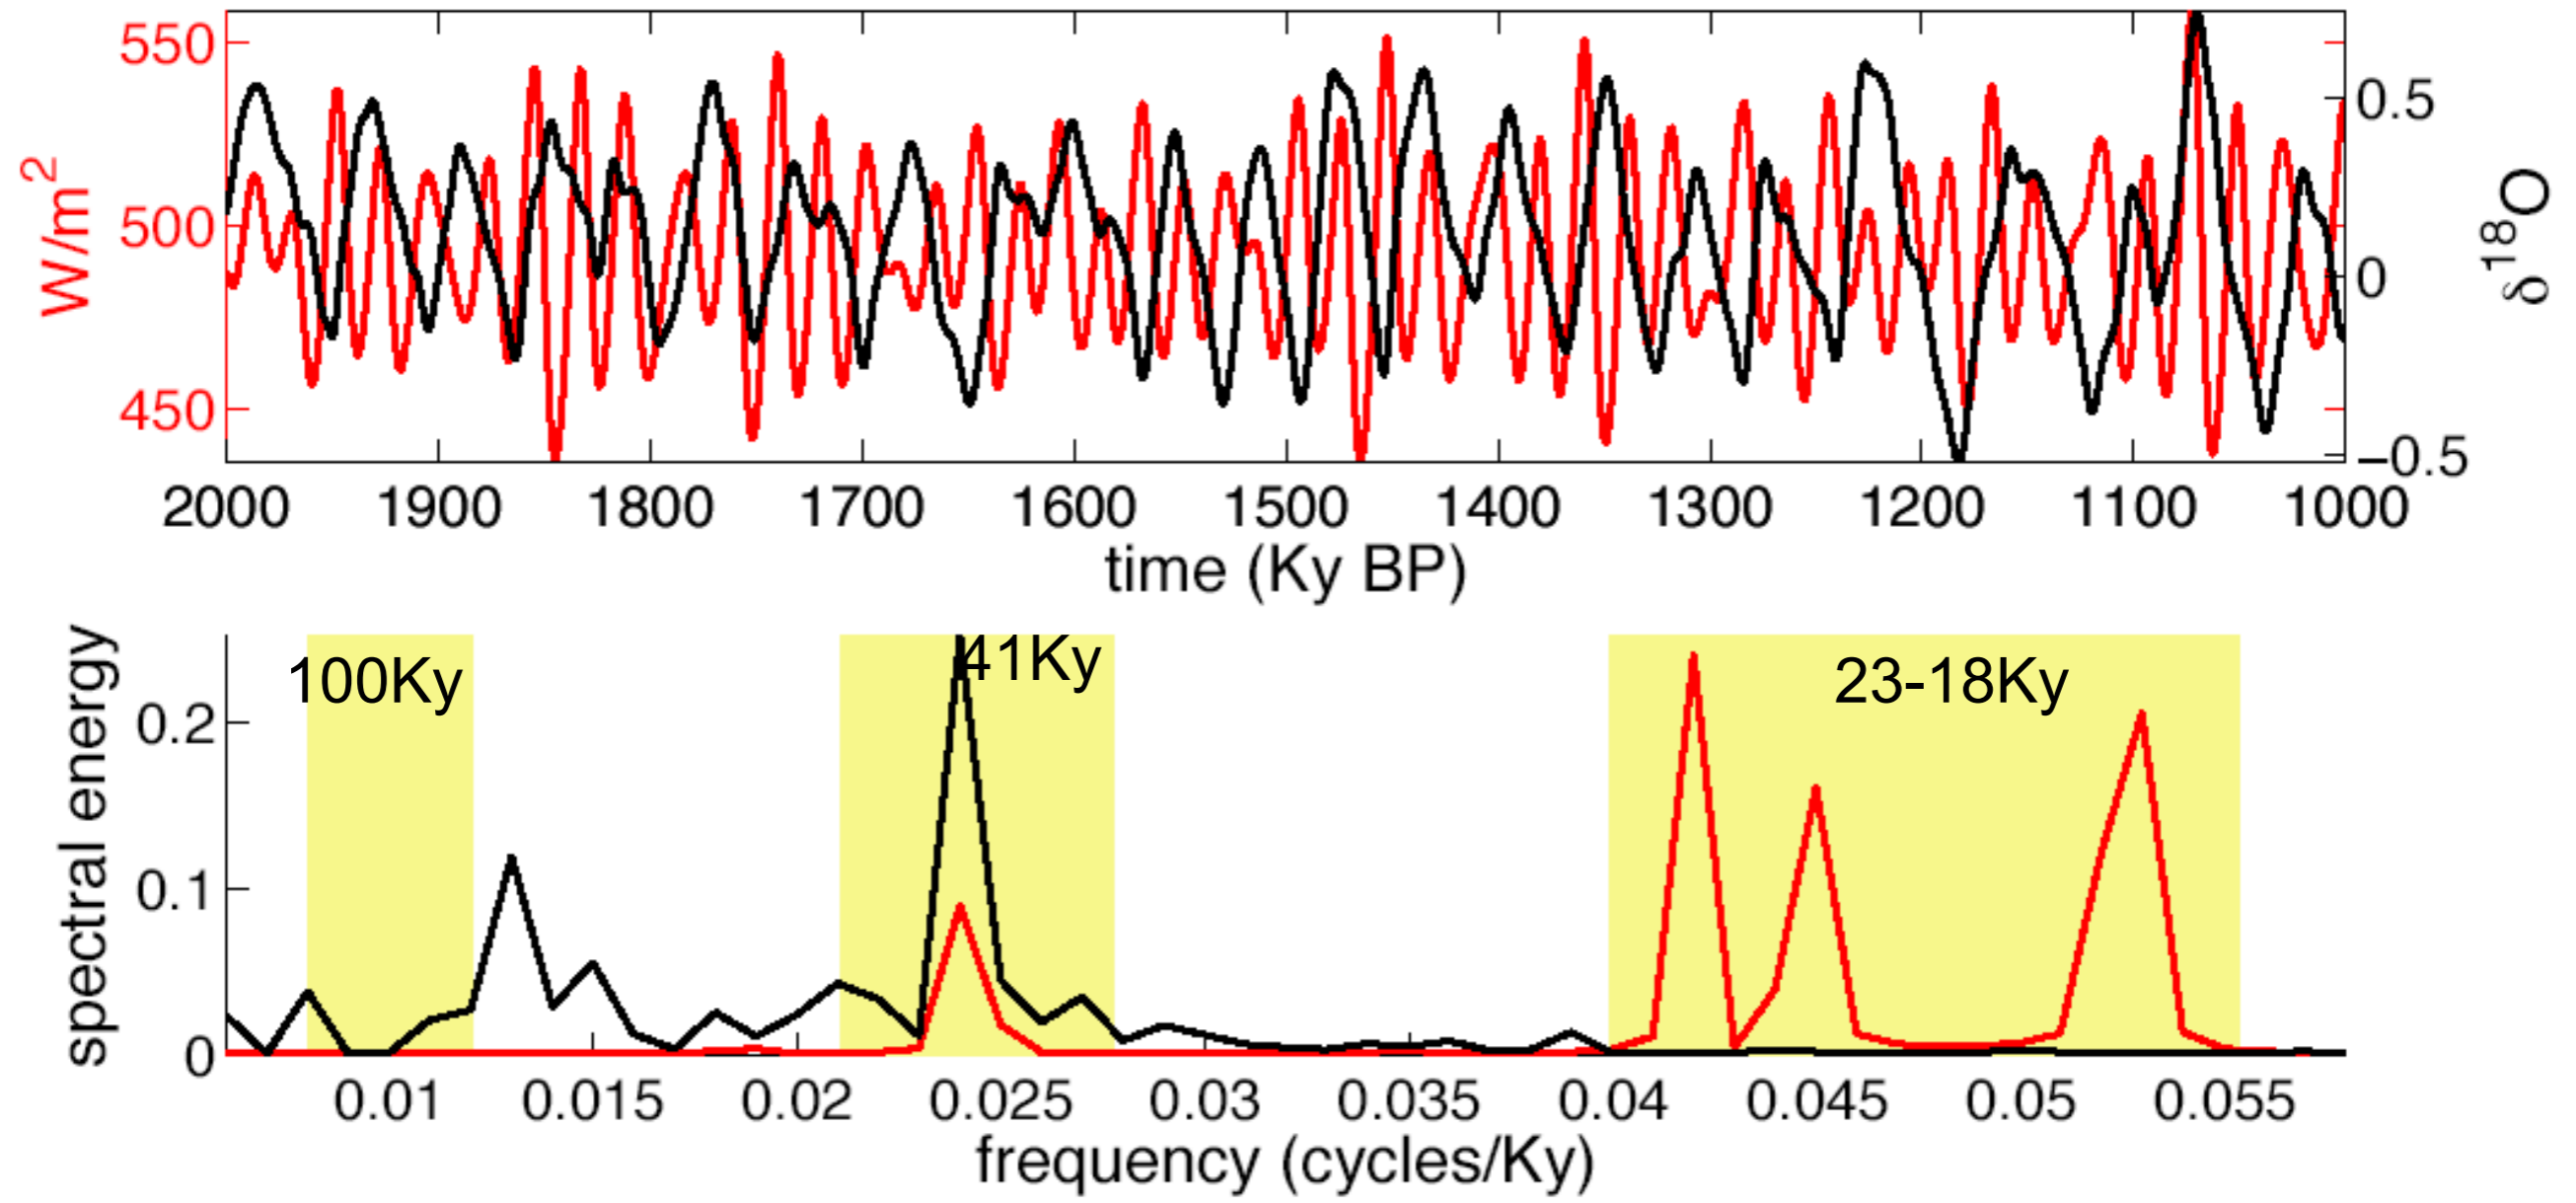 550
500
450
W/m²
0.5
0
−0.5
δ¹⁸O
2000 1900 1800 1700 1600 1500 1400 1300 1200 1100 1000
time (Ky BP)
100Ky 41Ky 23-18Ky
0.2
0.1
0
spectral energy
0.01 0.015 0.02 0.025 0.03 0.035 0.04 0.045 0.05 0.055
frequency (cycles/Ky)